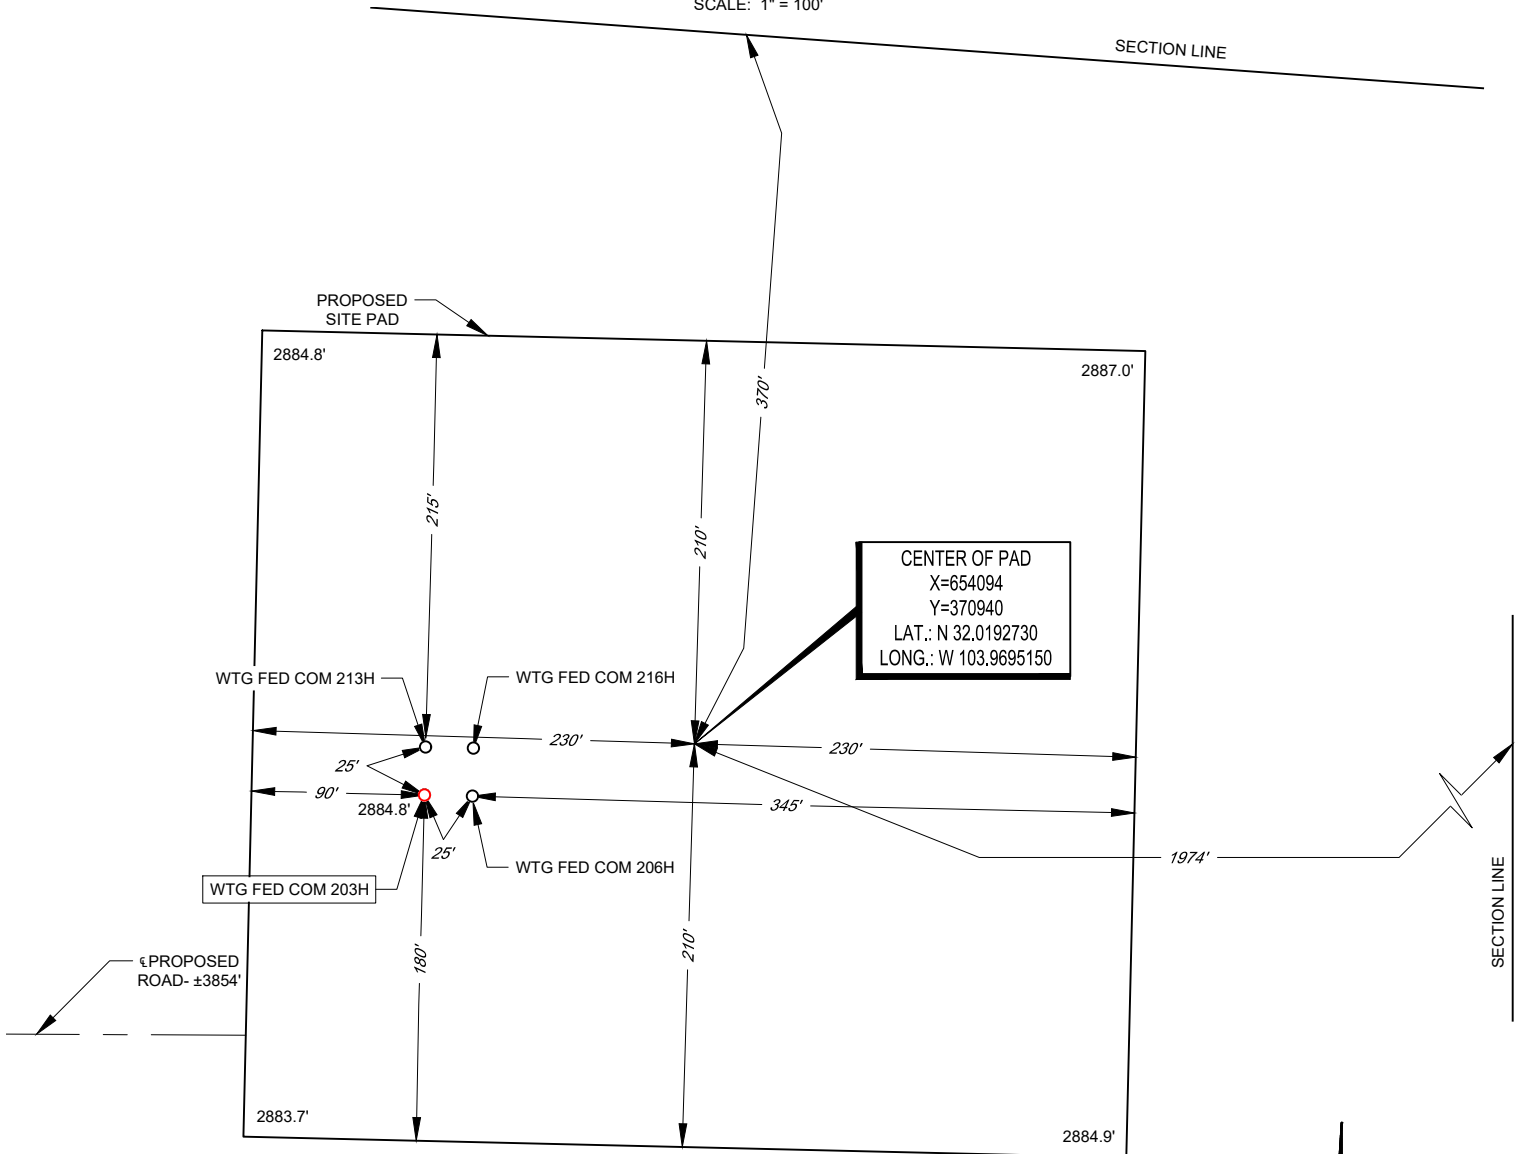 SCALE: 1" = 100'
SECTION LINE
PROPOSED
SITE PAD
2884.8'
2887.0'
370'
215'
210'
CENTER OF PAD
X=654094
Y=370940
LAT.: N 32.0192730
LONG.: W 103.9695150
WTG FED COM 213H
WTG FED COM 216H
230'
230'
25'
90'
2884.8'
345'
25'
WTG FED COM 206H
1974'
WTG FED COM 203H
SECTION LINE
180'
210'
℄PROPOSED
ROAD- ±3854'
2883.7'
2884.9'